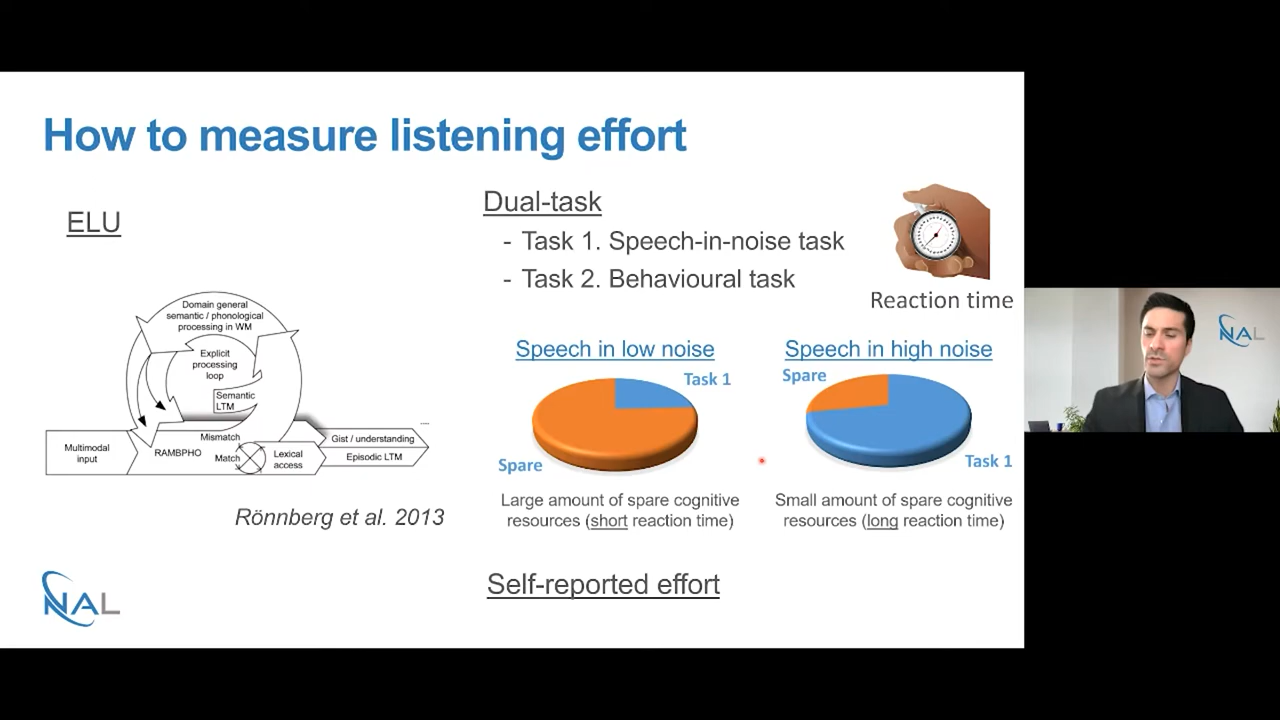 How to measure listening effort
ELU
Domain general
semantic / phonological
processing in WM
Explicit
processing
loop
Semantic
LTM
Mismatch
Match
Multimodal
input
RAMBPHO
Lexical
access
Gist / understanding
Episodic LTM
Rönnberg et al. 2013
Dual-task
- Task 1. Speech-in-noise task
- Task 2. Behavioural task
Reaction time
Speech in low noise
Task 1
Spare
Large amount of spare cognitive
resources (short reaction time)
Speech in high noise
Spare
Task 1
Small amount of spare cognitive
resources (long reaction time)
Self-reported effort
NAL
NAL